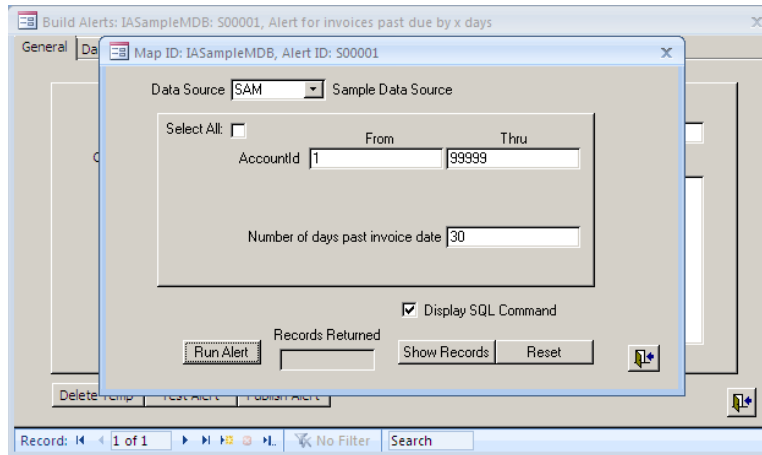 Build Alerts: IASampleMDB: S00001, Alert for invoices past due by x days
General
Map ID: IASampleMDB, Alert ID: S00001
Data Source SAM Sample Data Source
Select All:
From Thru
AccountId 1 99999
Number of days past invoice date 30
Display SQL Command
Records Returned
Run Alert Show Records Reset
Delete Temp Test Alert Publish Alert
Record: 1 of 1 No Filter Search